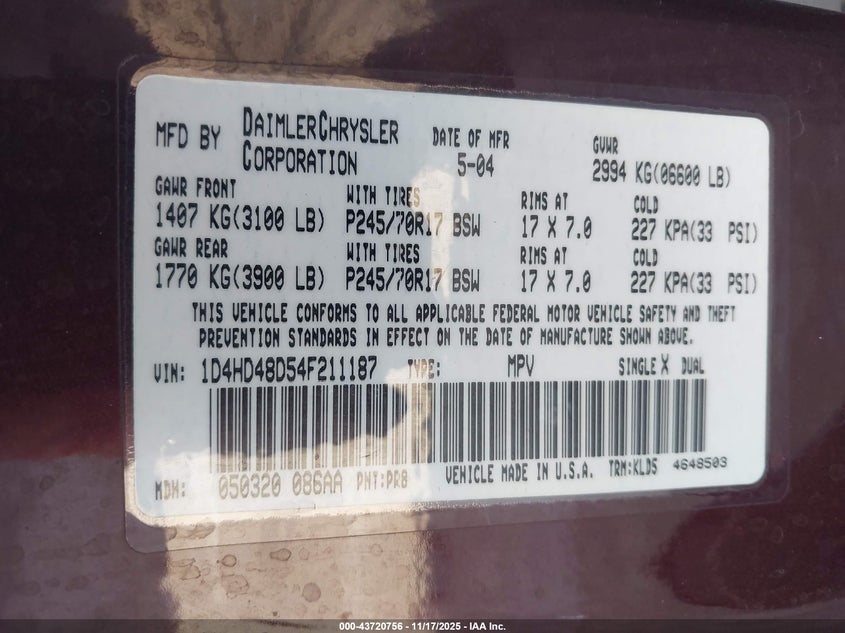 MFD BY DAIMLERCHRYSLER CORPORATION DATE OF MFR 5-04 GVWR 2994 KG(06600 LB)
GAWR FRONT WITH TIRES RIMS AT COLD
1407 KG(3100 LB) P245/70R17 BSW 17 X 7.0 227 KPA(33 PSI)
GAWR REAR WITH TIRES RIMS AT COLD
1770 KG(3900 LB) P245/70R17 BSW 17 X 7.0 227 KPA(33 PSI)
THIS VEHICLE CONFORMS TO ALL APPLICABLE FEDERAL MOTOR VEHICLE SAFETY AND THEFT
PREVENTION STANDARDS IN EFFECT ON THE DATE OF MANUFACTURE SHOWN ABOVE.
VIN: 1D4HD48D54F211187 TYPE: MPV SINGLE X DUAL
MDH: 050320 086AA PNT:PR8 VEHICLE MADE IN U.S.A. TRM:KLD5 4648503
000-43720756 - 11/17/2025 - IAA Inc.